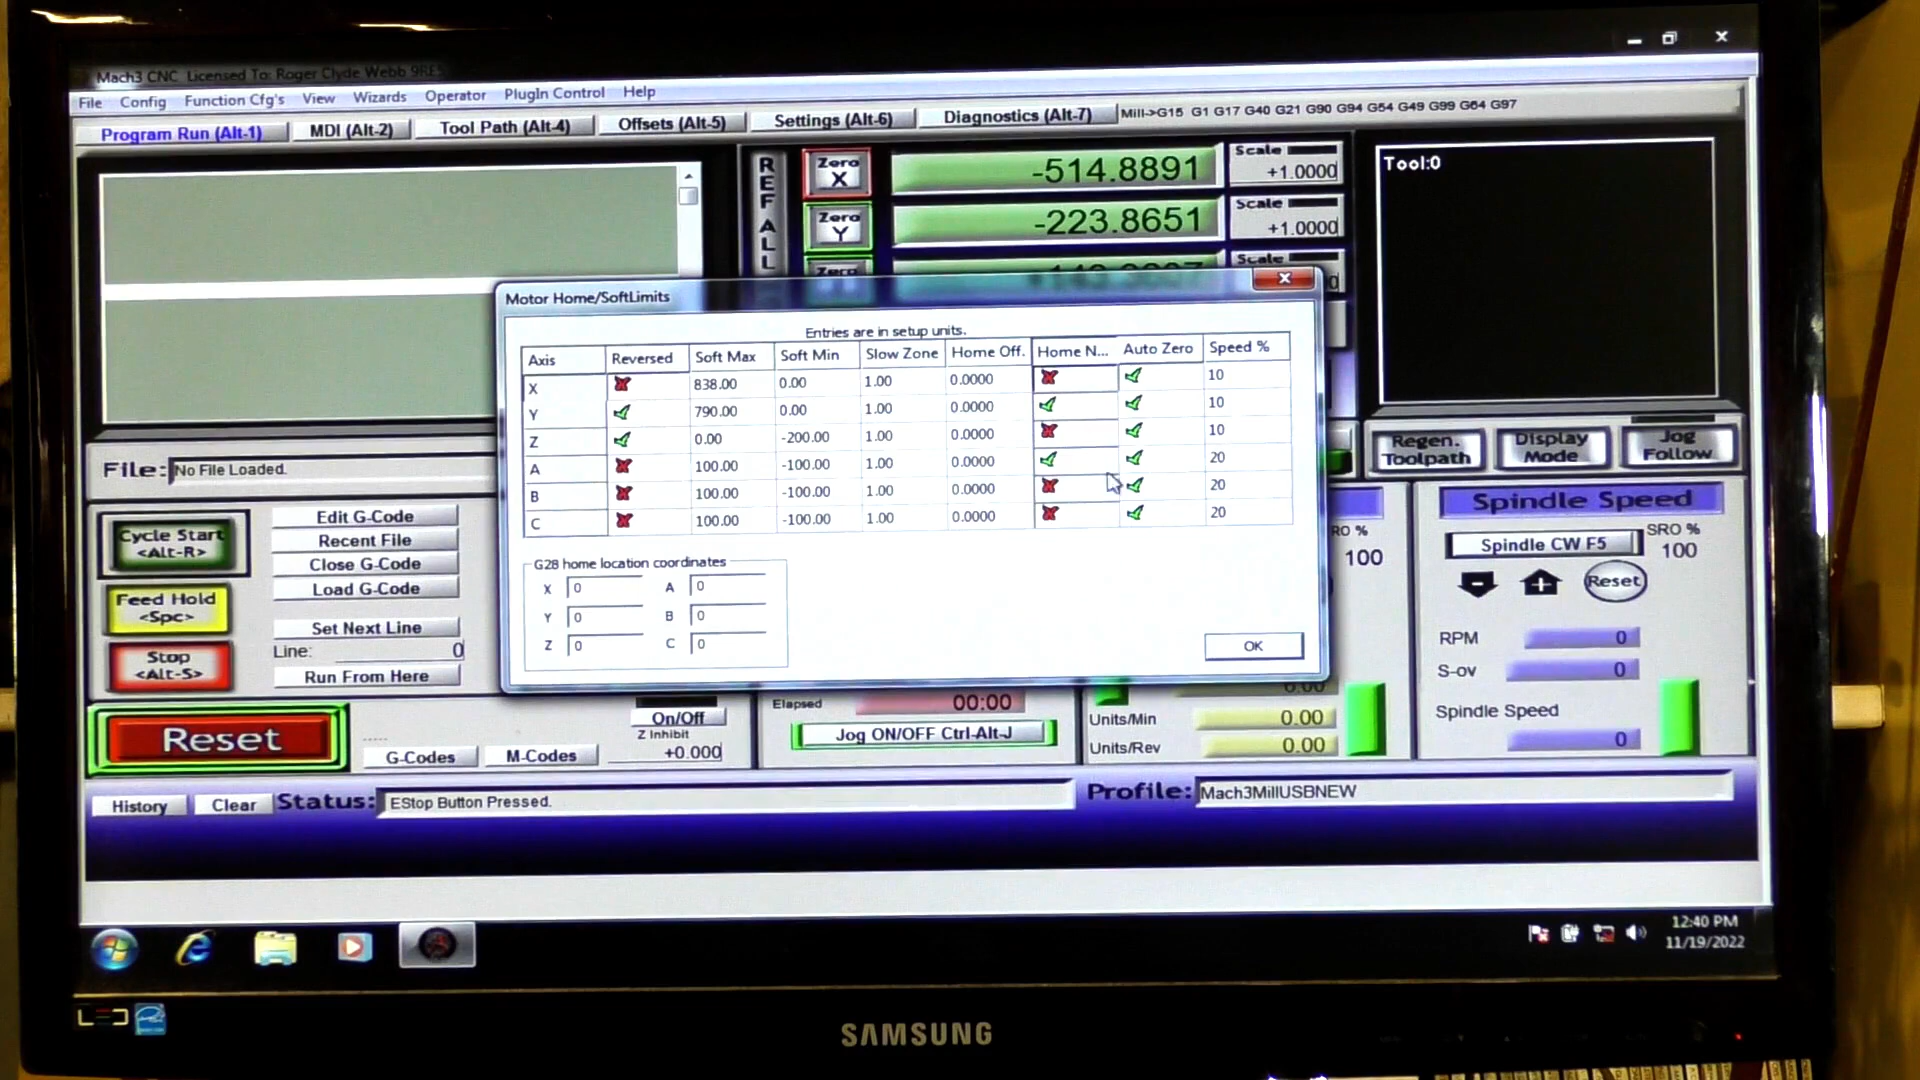 Mach3 CNC Licensed To: Roger Clyde Webb
File Config Function Cfg's View Wizards Operator PlugIn Control Help
Program Run (Alt-1) MDI (Alt-2) Tool Path (Alt-4) Offsets (Alt-5) Settings (Alt-6) Diagnostics (Alt-7) Mill->G15 G1 G17 G40 G21 G90 G94 G54 G49 G99 G64 G97
REF ALL
Zero X -514.8891 Scale +1.0000
Zero Y -223.8651 Scale +1.0000
Zero Scale
Tool:0
Motor Home/SoftLimits
Entries are in setup units.
Axis Reversed Soft Max Soft Min Slow Zone Home Off. Home N... Auto Zero Speed %
X 838.00 0.00 1.00 0.0000 10
Y 790.00 0.00 1.00 0.0000 10
Z 0.00 -200.00 1.00 0.0000 10
A 100.00 -100.00 1.00 0.0000 20
B 100.00 -100.00 1.00 0.0000 20
C 100.00 -100.00 1.00 0.0000 20
G28 home location coordinates
X 0 A 0
Y 0 B 0
Z 0 C 0
OK
File: No File Loaded.
Regen. Toolpath Display Mode Jog Follow
Cycle Start <Alt-R>
Feed Hold <Spc>
Stop <Alt-S>
Edit G-Code
Recent File
Close G-Code
Load G-Code
Set Next Line
Line: 0
Run From Here
RO %
100
Spindle Speed
Spindle CW F5 SRO %
100
Reset
RPM 0
S-ov 0
Spindle Speed
0
Reset
On/Off
Z Inhibit
+0.000
G-Codes M-Codes
Elapsed 00:00
Jog ON/OFF Ctrl-Alt-J
0.00
Units/Min 0.00
Units/Rev 0.00
History Clear Status: EStop Button Pressed. Profile: Mach3MillUSBNEW
12:40 PM
11/19/2022
LED
SAMSUNG